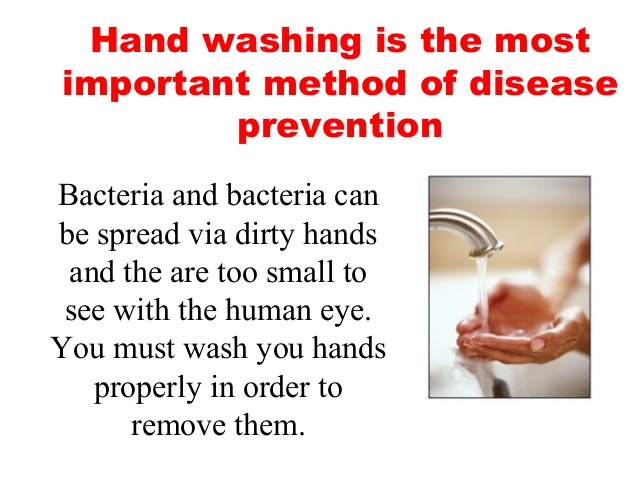 Hand washing is the most
important method of disease
prevention
Bacteria and bacteria can
be spread via dirty hands
and the are too small to
see with the human eye.
You must wash you hands
properly in order to
remove them.